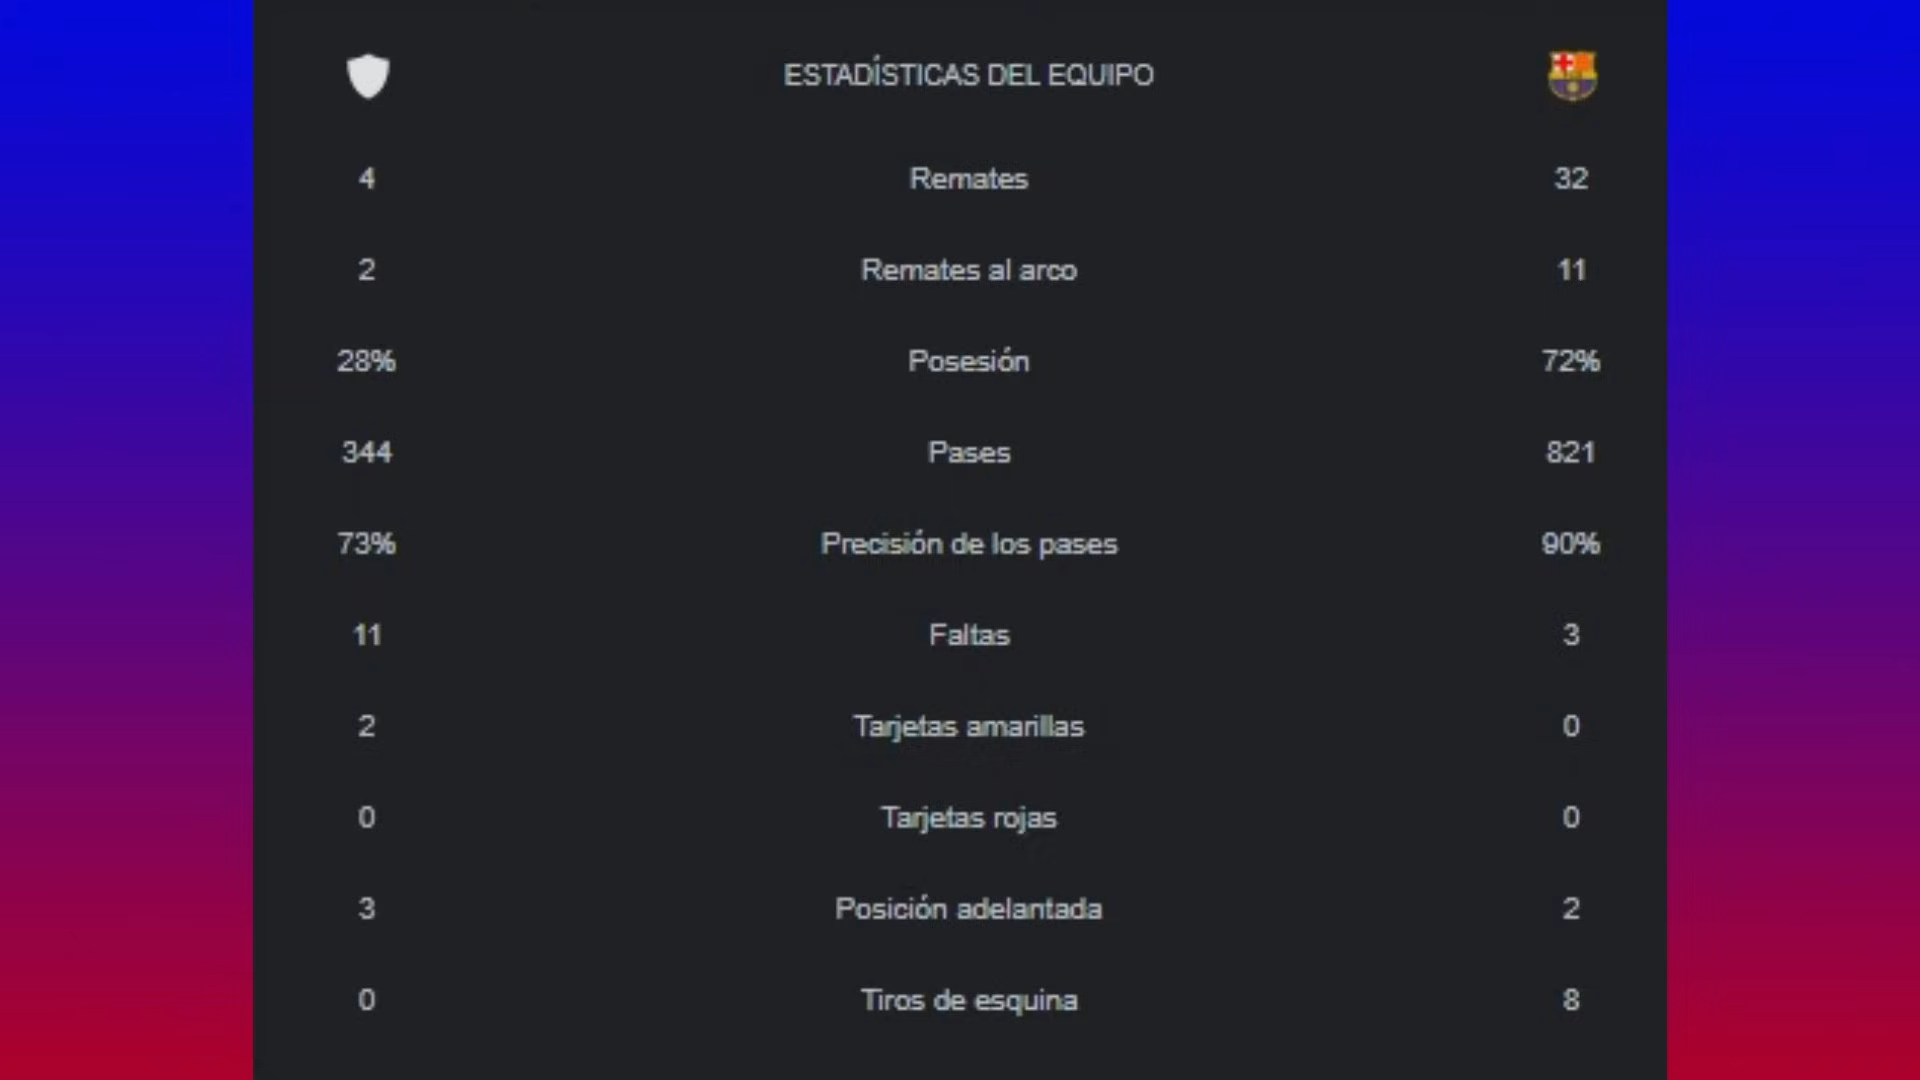 ESTADÍSTICAS DEL EQUIPO
4 Remates 32
2 Remates al arco 11
28% Posesión 72%
344 Pases 821
73% Precisión de los pases 90%
11 Faltas 3
2 Tarjetas amarillas 0
0 Tarjetas rojas 0
3 Posición adelantada 2
0 Tiros de esquina 8